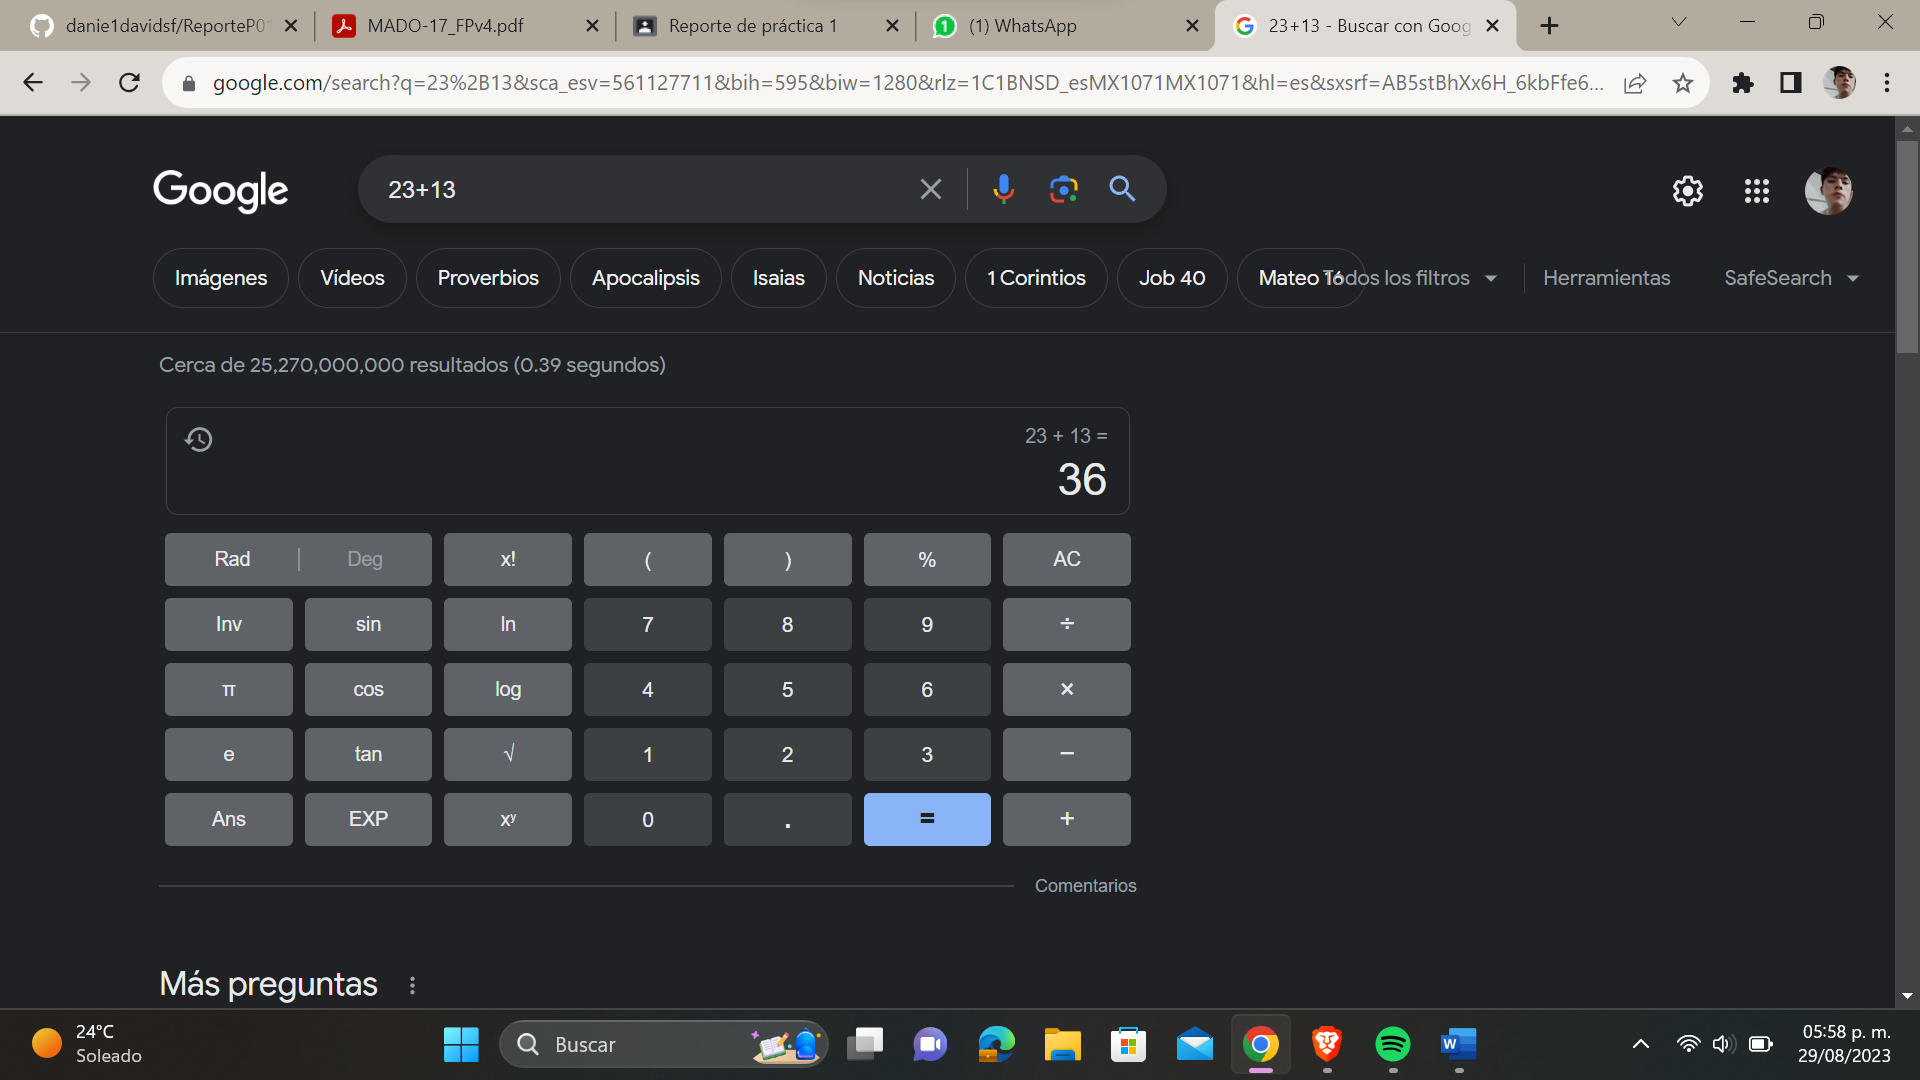 danie1davidsf/ReporteP01
MADO-17_FPv4.pdf
Reporte de práctica 1
(1) WhatsApp
23+13 - Buscar con Goog
google.com/search?q=23%2B13&sca_esv=561127711&bih=595&biw=1280&rlz=1C1BNSD_esMX1071MX1071&hl=es&sxsrf=AB5stBhXx6H_6kbFfe6...
Google
23+13
Imágenes
Vídeos
Proverbios
Apocalipsis
Isaias
Noticias
1 Corintios
Job 40
Mateo 16
Todos los filtros
Herramientas
SafeSearch
Cerca de 25,270,000,000 resultados (0.39 segundos)
23 + 13 =
36
Rad | Deg x! ( ) % AC
Inv sin ln 7 8 9 ÷
π cos log 4 5 6 ×
e tan √ 1 2 3 −
Ans EXP xʸ 0 . = +
Comentarios
Más preguntas
24°C
Soleado
Buscar
05:58 p. m.
29/08/2023